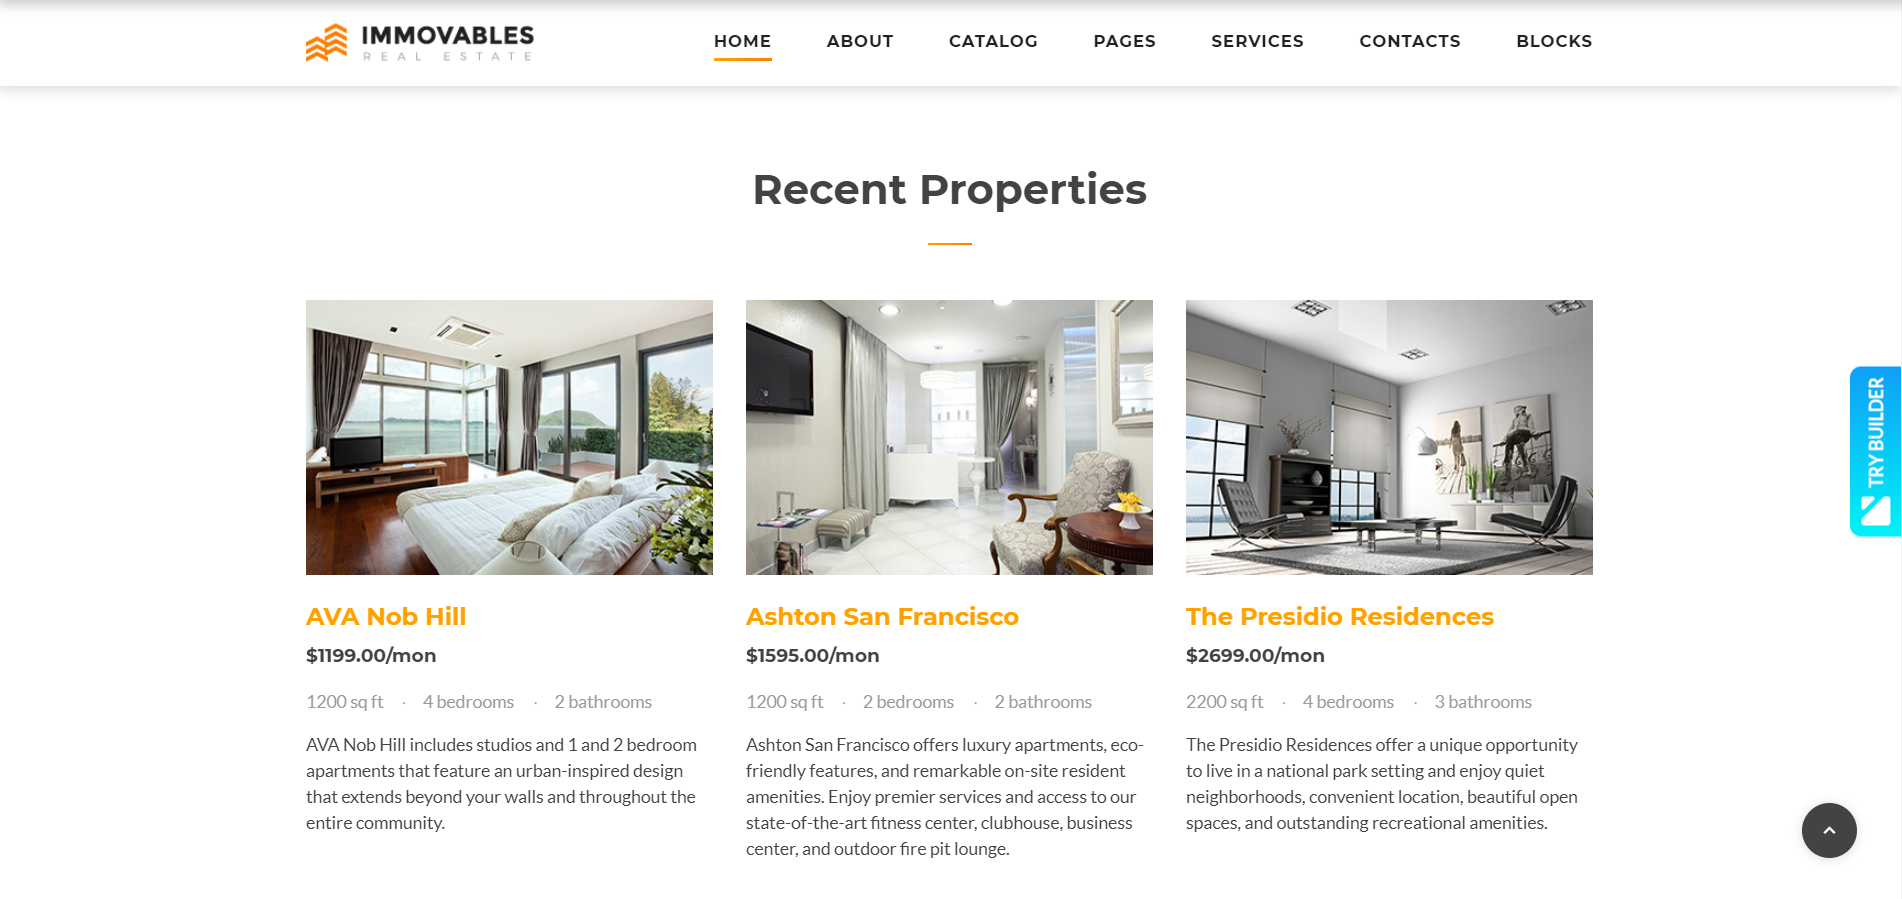 IMMOVABLES
REAL ESTATE
HOME
ABOUT
CATALOG
PAGES
SERVICES
CONTACTS
BLOCKS
Recent Properties
AVA Nob Hill
$1199.00/mon
1200 sq ft · 4 bedrooms · 2 bathrooms
AVA Nob Hill includes studios and 1 and 2 bedroom
apartments that feature an urban-inspired design
that extends beyond your walls and throughout the
entire community.
Ashton San Francisco
$1595.00/mon
1200 sq ft · 2 bedrooms · 2 bathrooms
Ashton San Francisco offers luxury apartments, eco-
friendly features, and remarkable on-site resident
amenities. Enjoy premier services and access to our
state-of-the-art fitness center, clubhouse, business
center, and outdoor fire pit lounge.
The Presidio Residences
$2699.00/mon
2200 sq ft · 4 bedrooms · 3 bathrooms
The Presidio Residences offer a unique opportunity
to live in a national park setting and enjoy quiet
neighborhoods, convenient location, beautiful open
spaces, and outstanding recreational amenities.
TRY BUILDER